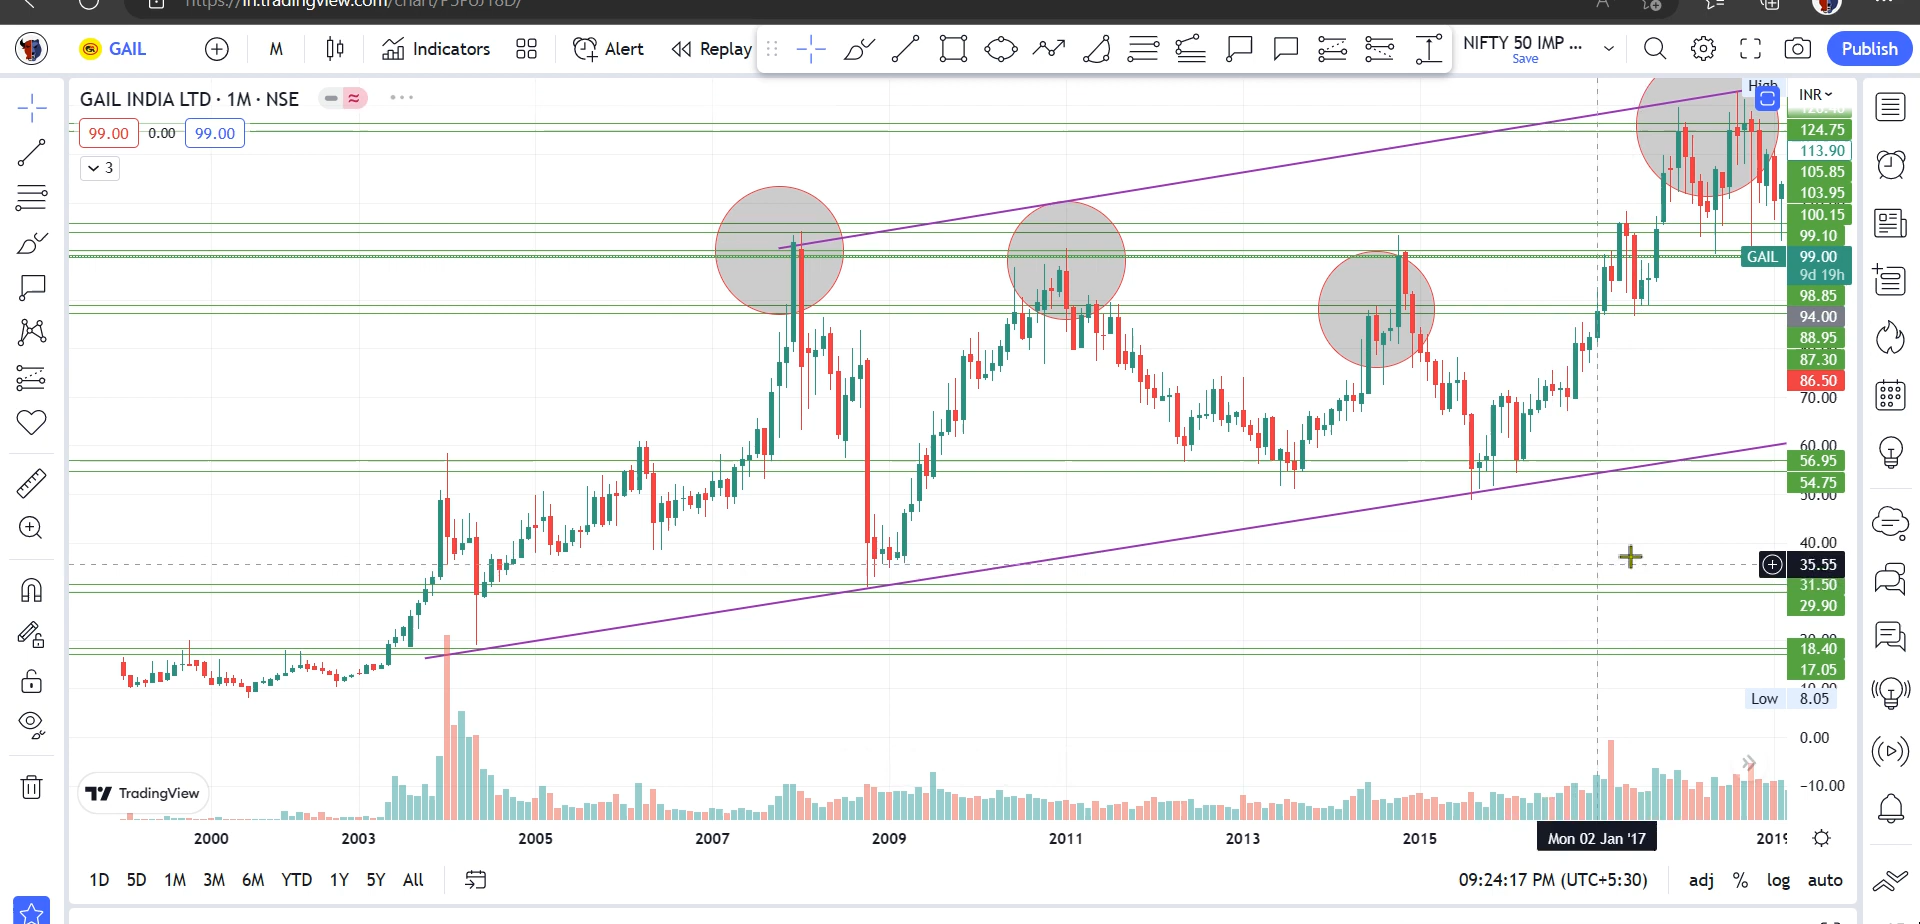 GAIL
M
Indicators
Alert
Replay
NIFTY 50 IMP ...
Save
Publish
GAIL INDIA LTD · 1M · NSE
99.00 0.00 99.00
3
High
INR
124.75
113.90
105.85
103.95
100.15
99.10
GAIL 99.00
9d 19h
98.85
94.00
88.95
87.30
86.50
70.00
60.00
56.95
54.75
50.00
40.00
35.55
31.50
29.90
18.40
17.05
Low 8.05
0.00
−10.00
TradingView
2000 2003 2005 2007 2009 2011 2013 2015 Mon 02 Jan '17 2019
1D 5D 1M 3M 6M YTD 1Y 5Y All
09:24:17 PM (UTC+5:30) adj % log auto